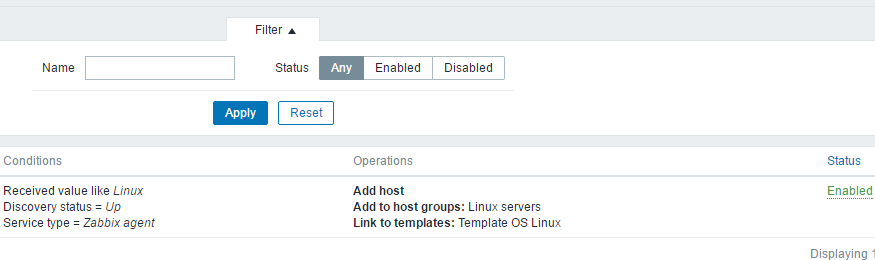 Filter ▲
Name Status Any Enabled Disabled
Apply Reset
Conditions Operations Status
Received value like Linux Add host Enabled
Discovery status = Up Add to host groups: Linux servers
Service type = Zabbix agent Link to templates: Template OS Linux
Displaying 1